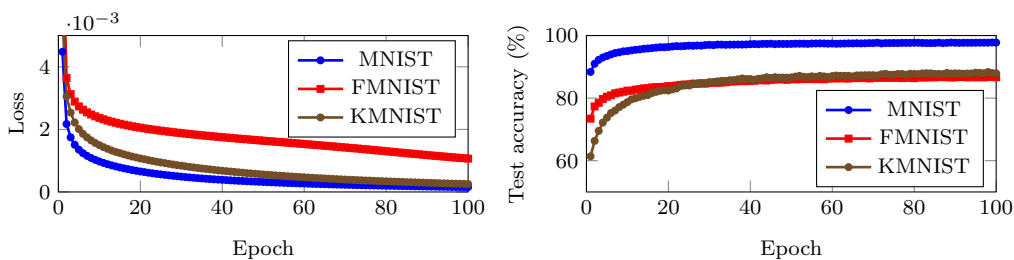 ·10−3
Loss
4
2
0
0 20 40 60 80 100
Epoch
MNIST
FMNIST
KMNIST
Test accuracy (%)
100
80
60
0 20 40 60 80 100
Epoch
MNIST
FMNIST
KMNIST